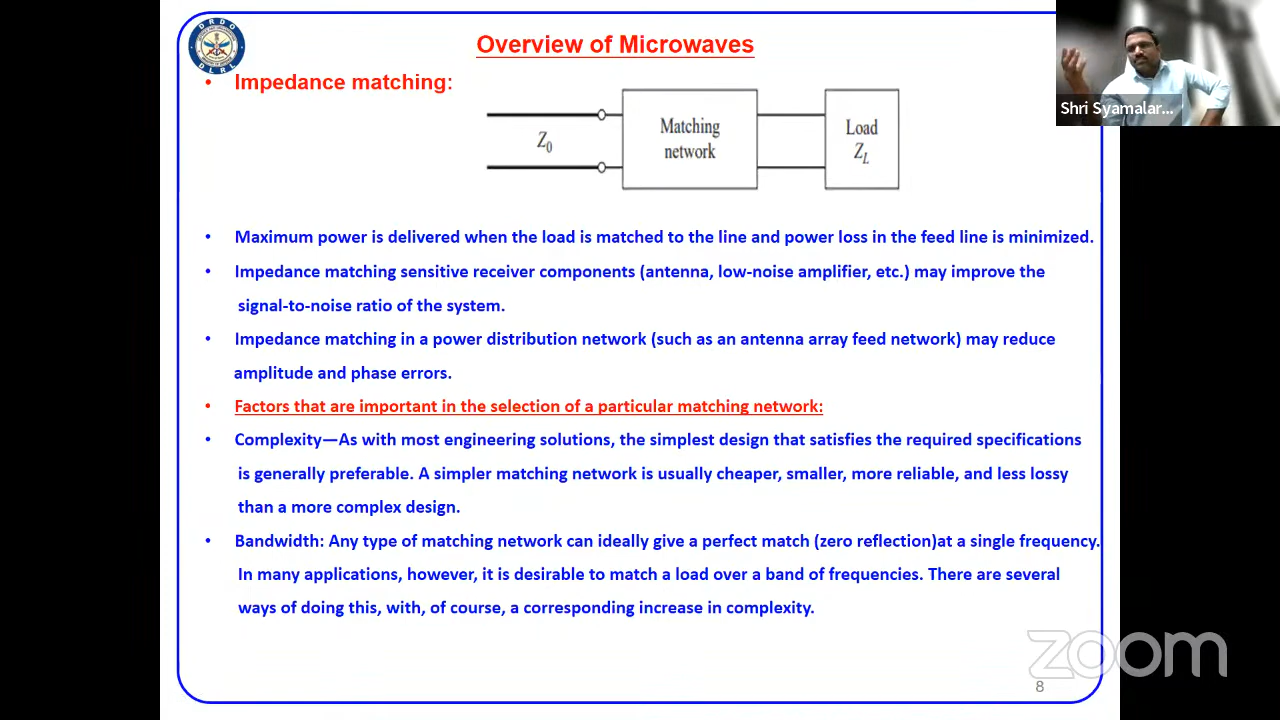 DRDO
DLRL
Overview of Microwaves
Shri Syamalar...
• Impedance matching:
Z0
Matching
network
Load
ZL
• Maximum power is delivered when the load is matched to the line and power loss in the feed line is minimized.
• Impedance matching sensitive receiver components (antenna, low-noise amplifier, etc.) may improve the
signal-to-noise ratio of the system.
• Impedance matching in a power distribution network (such as an antenna array feed network) may reduce
amplitude and phase errors.
• Factors that are important in the selection of a particular matching network:
• Complexity—As with most engineering solutions, the simplest design that satisfies the required specifications
is generally preferable. A simpler matching network is usually cheaper, smaller, more reliable, and less lossy
than a more complex design.
• Bandwidth: Any type of matching network can ideally give a perfect match (zero reflection)at a single frequency.
In many applications, however, it is desirable to match a load over a band of frequencies. There are several
ways of doing this, with, of course, a corresponding increase in complexity.
zoom
8